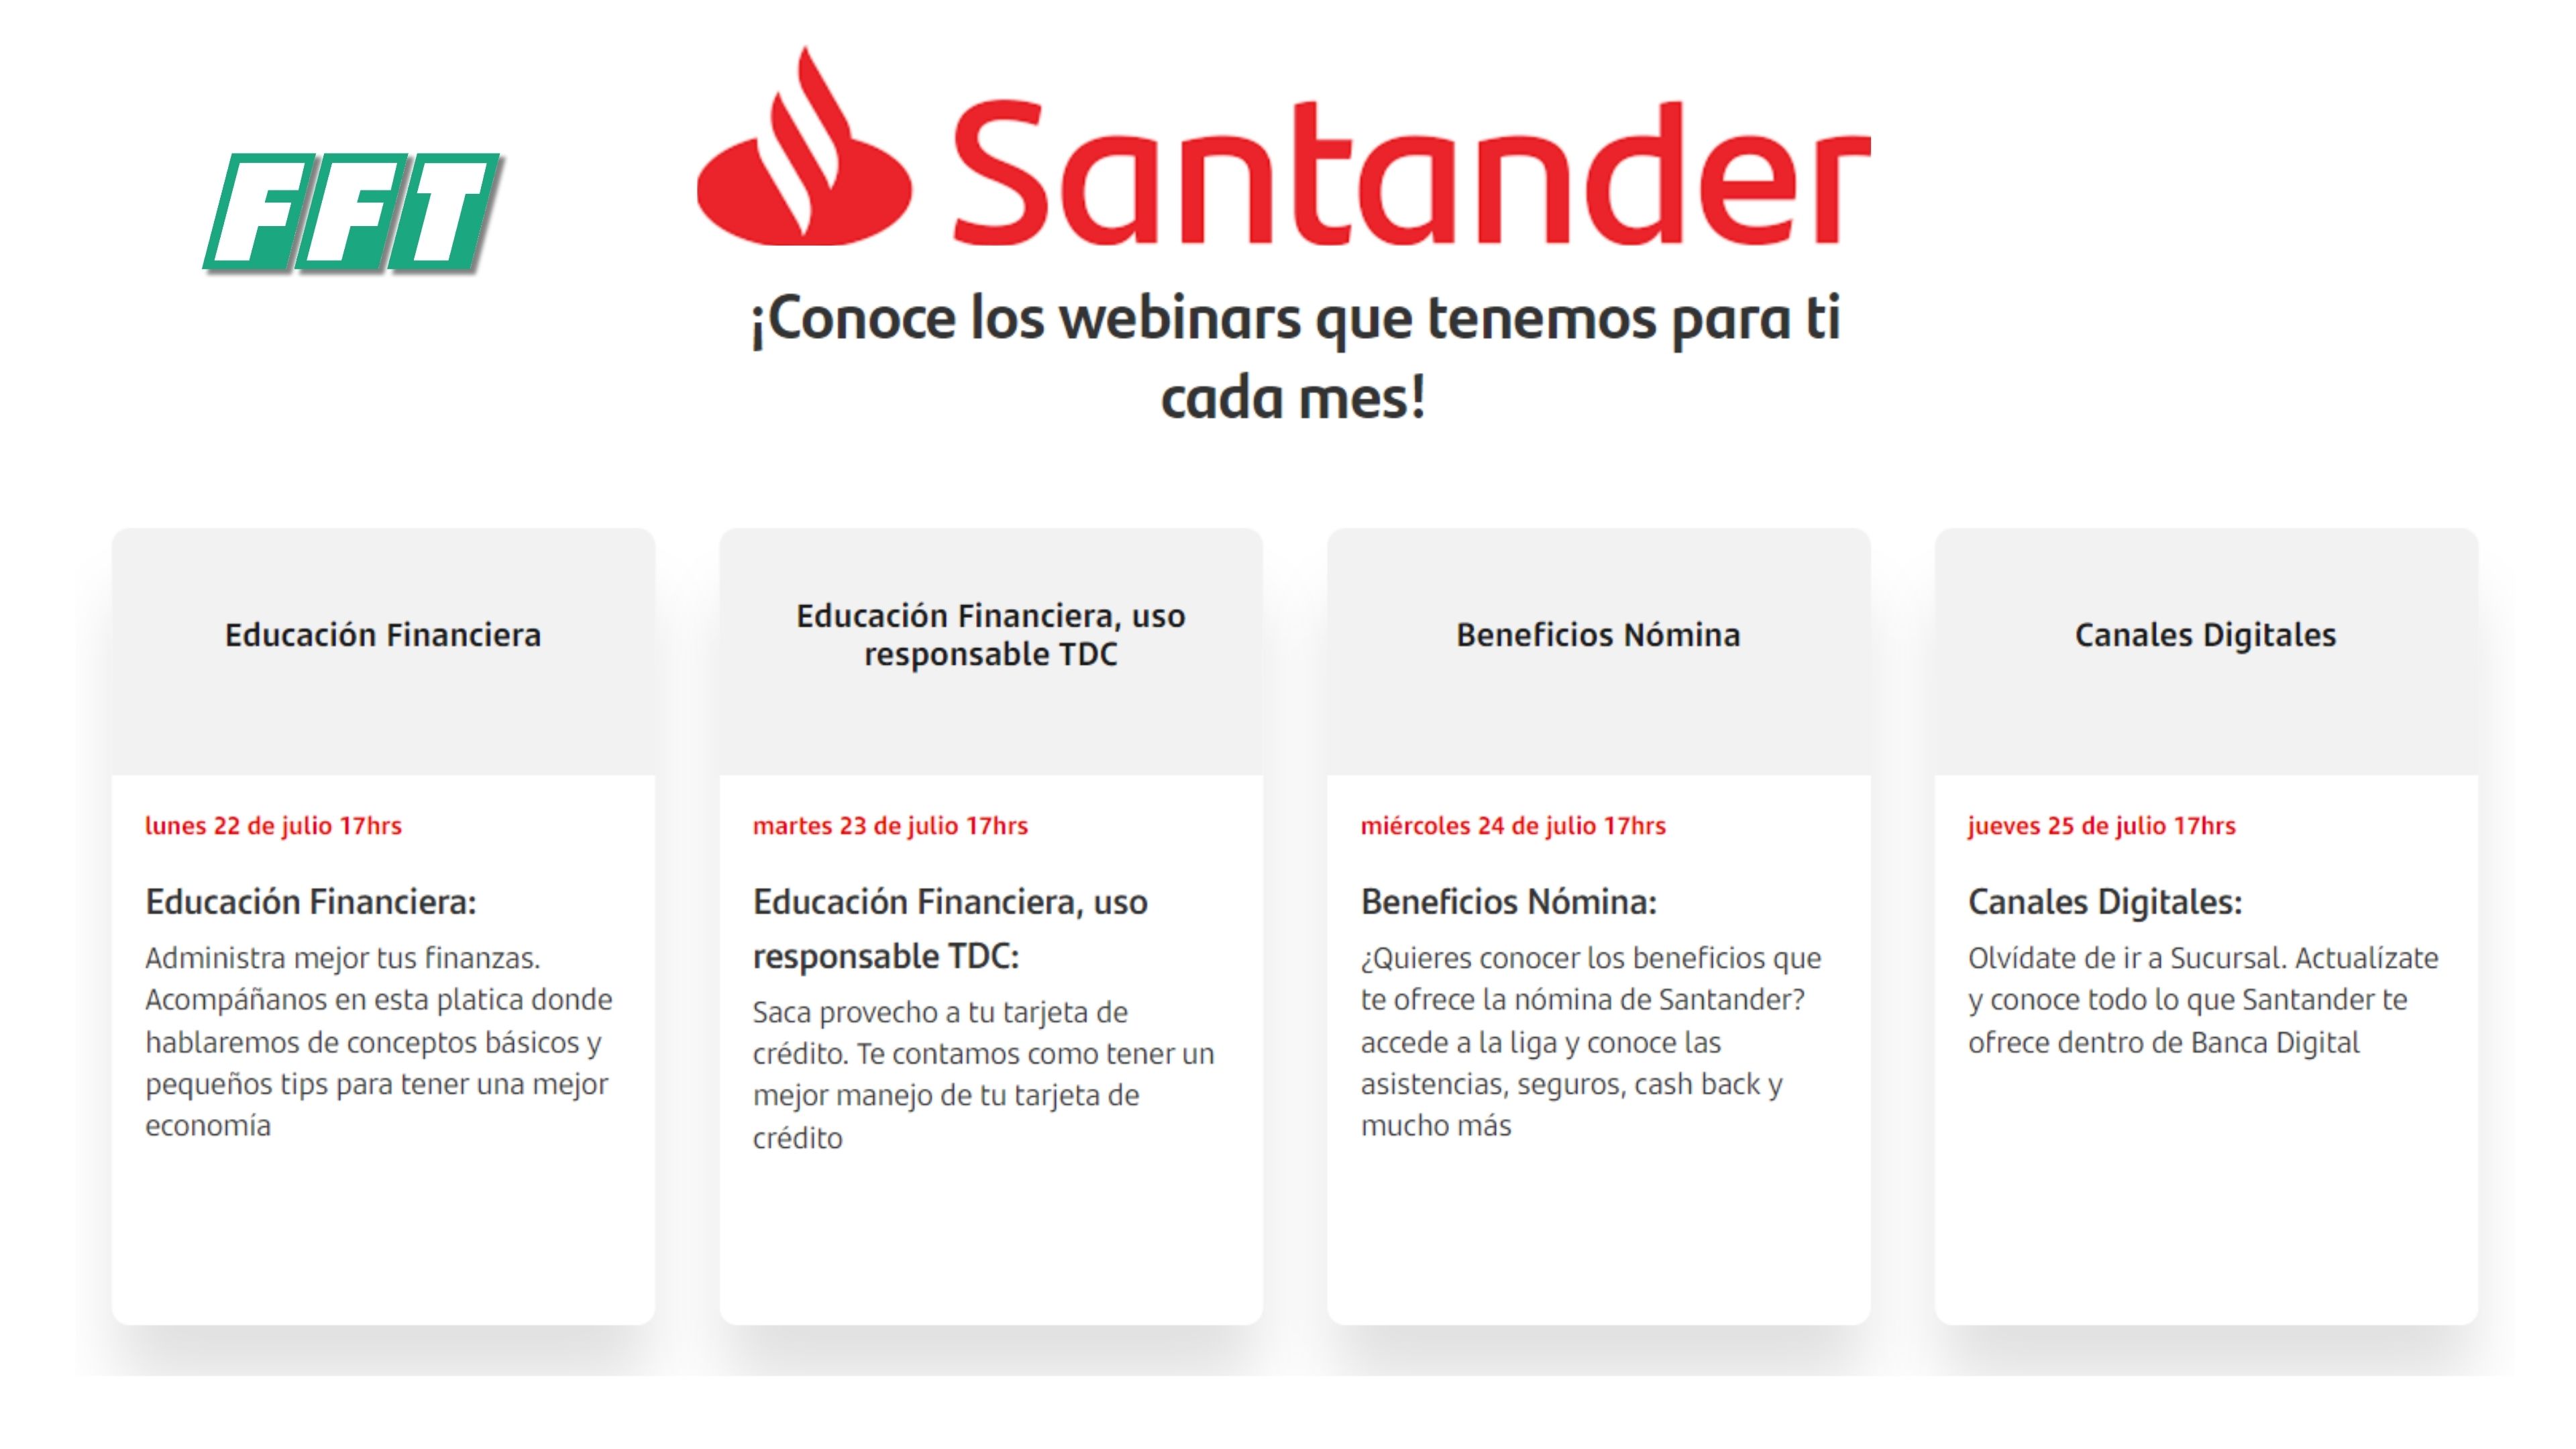 FFT
Santander
¡Conoce los webinars que tenemos para ti
cada mes!
Educación Financiera
lunes 22 de julio 17hrs
Educación Financiera:
Administra mejor tus finanzas.
Acompáñanos en esta platica donde
hablaremos de conceptos básicos y
pequeños tips para tener una mejor
economía
Educación Financiera, uso
responsable TDC
martes 23 de julio 17hrs
Educación Financiera, uso
responsable TDC:
Saca provecho a tu tarjeta de
crédito. Te contamos como tener un
mejor manejo de tu tarjeta de
crédito
Beneficios Nómina
miércoles 24 de julio 17hrs
Beneficios Nómina:
¿Quieres conocer los beneficios que
te ofrece la nómina de Santander?
accede a la liga y conoce las
asistencias, seguros, cash back y
mucho más
Canales Digitales
jueves 25 de julio 17hrs
Canales Digitales:
Olvídate de ir a Sucursal. Actualízate
y conoce todo lo que Santander te
ofrece dentro de Banca Digital